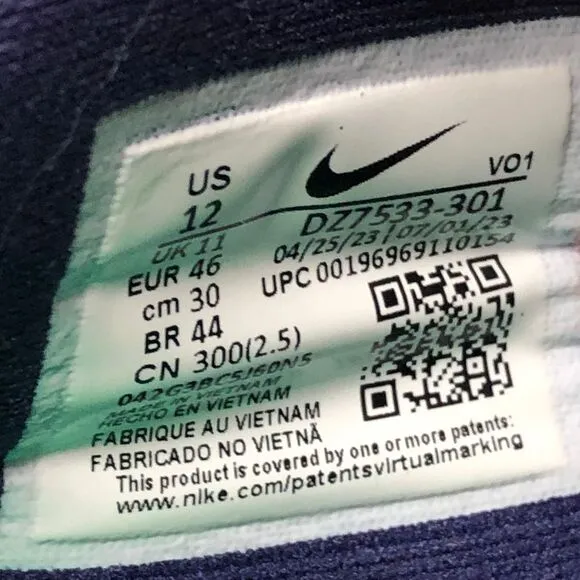 US
12
UK 11
EUR 46
cm 30
BR 44
CN 300(2.5)
VO1
DZ7533-301
04/25/23 | 07/01/23
UPC 00196969110154
042G3BC5J6DN5
MADE IN VIETNAM
HECHO EN VIETNAM
FABRIQUE AU VIETNAM
FABRICADO NO VIETNÃ
This product is covered by one or more patents:
www.nike.com/patentsvirtualmarking